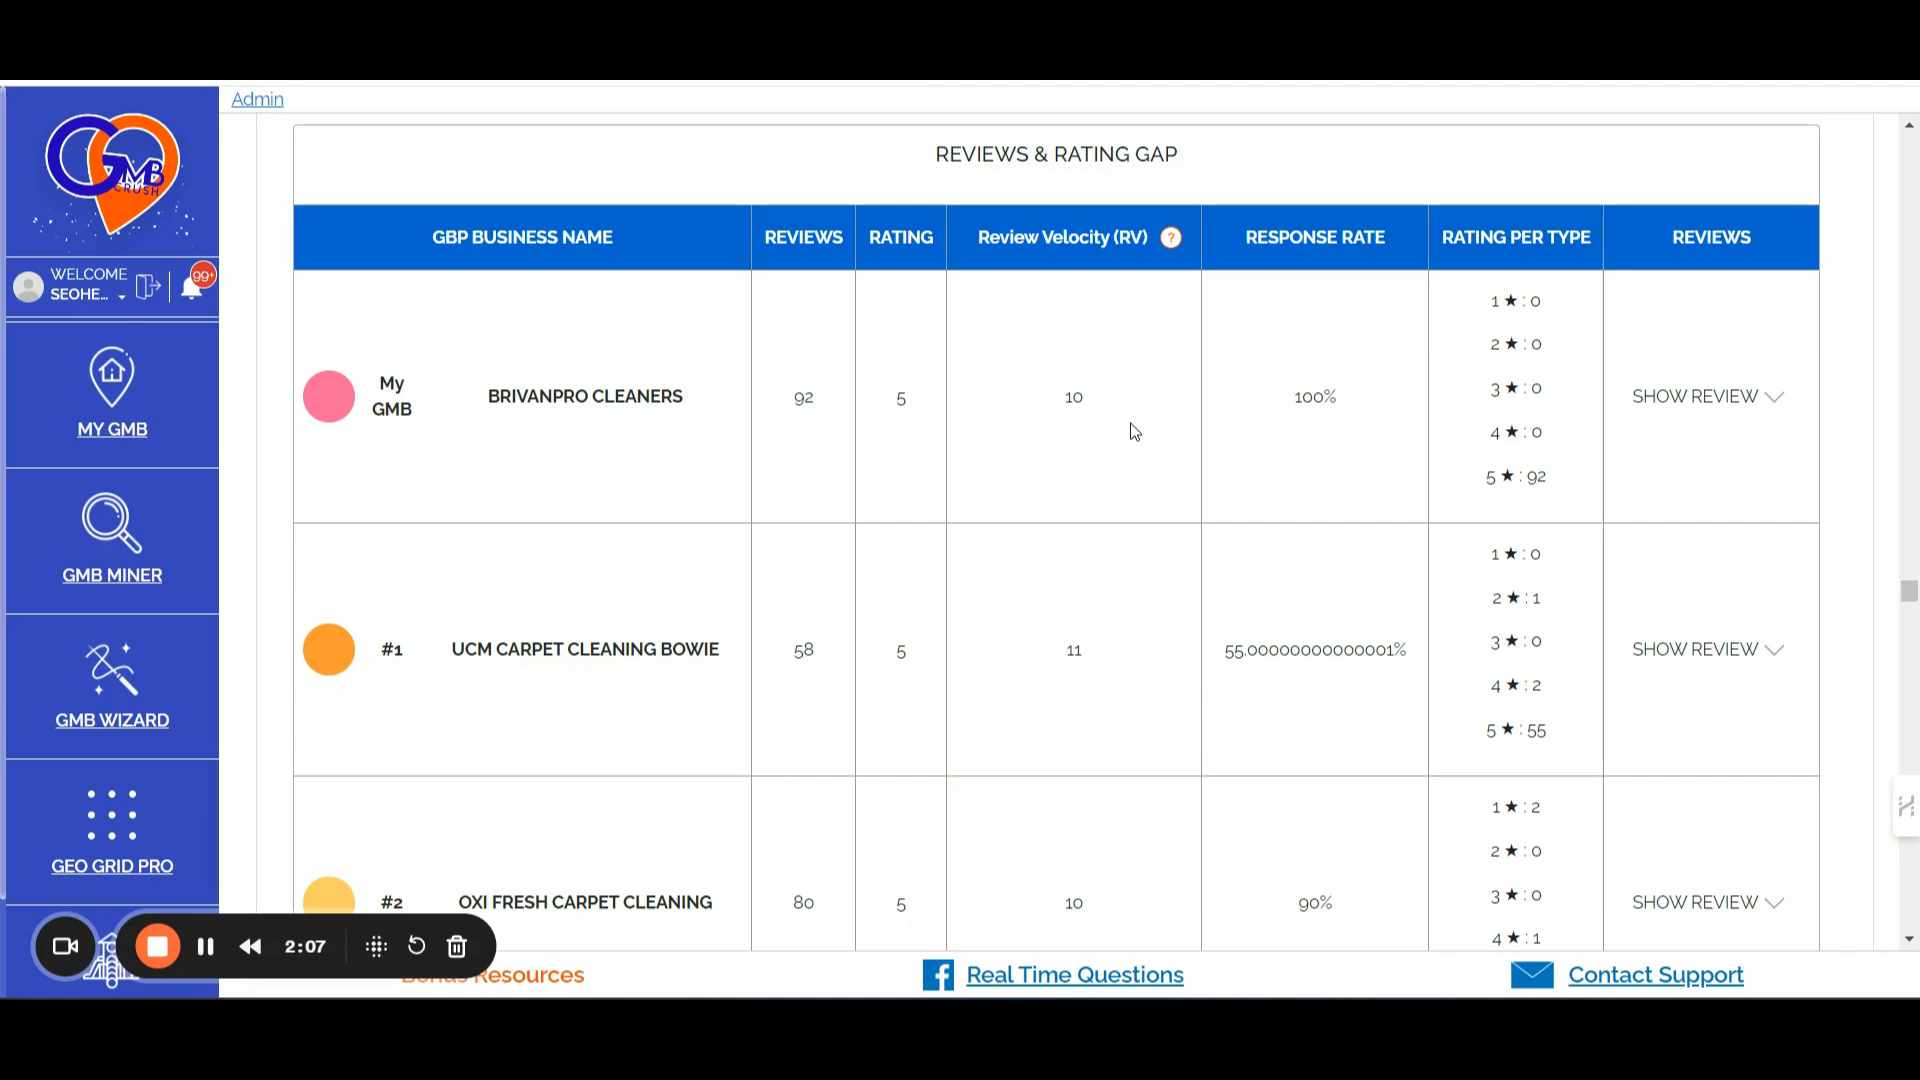 Admin
GMB
CRUSH
WELCOME
SEOHE...
99+
MY GMB
GMB MINER
GMB WIZARD
GEO GRID PRO
REVIEWS & RATING GAP
GBP BUSINESS NAME REVIEWS RATING Review Velocity (RV) ? RESPONSE RATE RATING PER TYPE REVIEWS
My GMB BRIVANPRO CLEANERS 92 5 10 100% SHOW REVIEW
1 ★ : 0
2 ★ : 0
3 ★ : 0
4 ★ : 0
5 ★ : 92
#1 UCM CARPET CLEANING BOWIE 58 5 11 55.00000000000001% SHOW REVIEW
1 ★ : 0
2 ★ : 1
3 ★ : 0
4 ★ : 2
5 ★ : 55
#2 OXI FRESH CARPET CLEANING 80 5 10 90% SHOW REVIEW
1 ★ : 2
2 ★ : 0
3 ★ : 0
4 ★ : 1
2:07
Bonus Resources
Real Time Questions
Contact Support